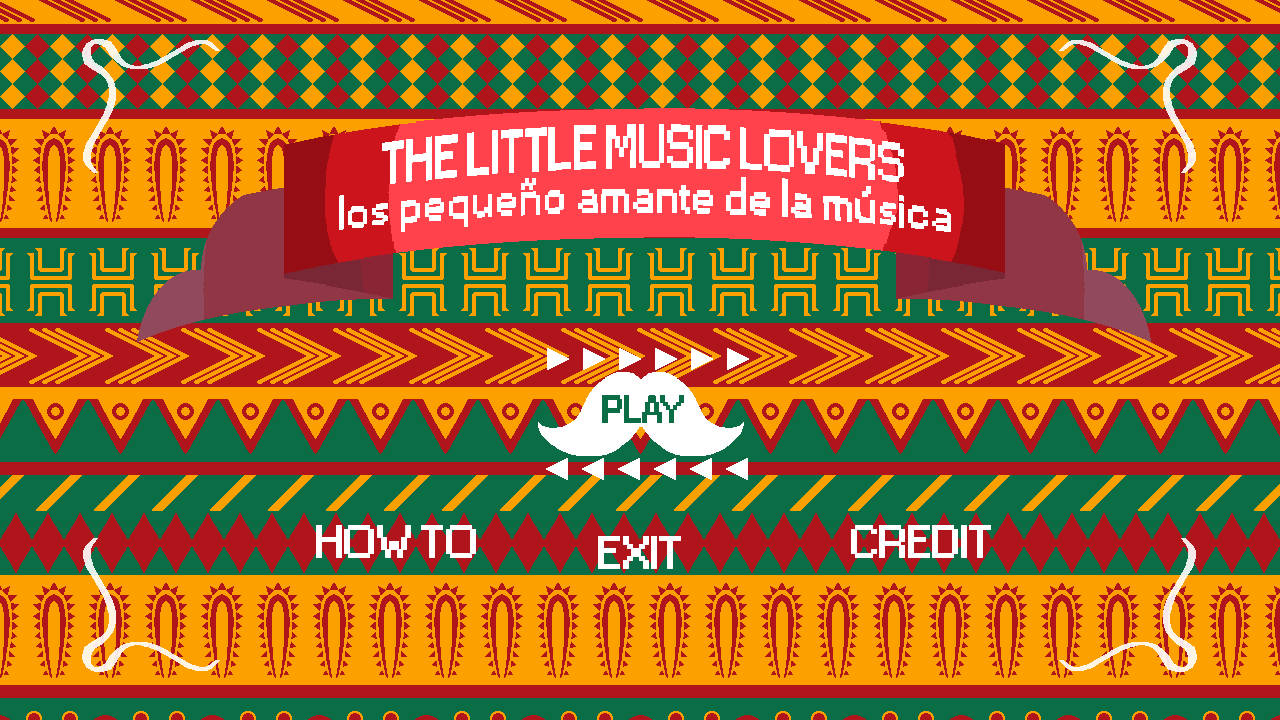 THE LITTLE MUSIC LOVERS
los pequeño amante de la música
PLAY
HOW TO
EXIT
CREDIT